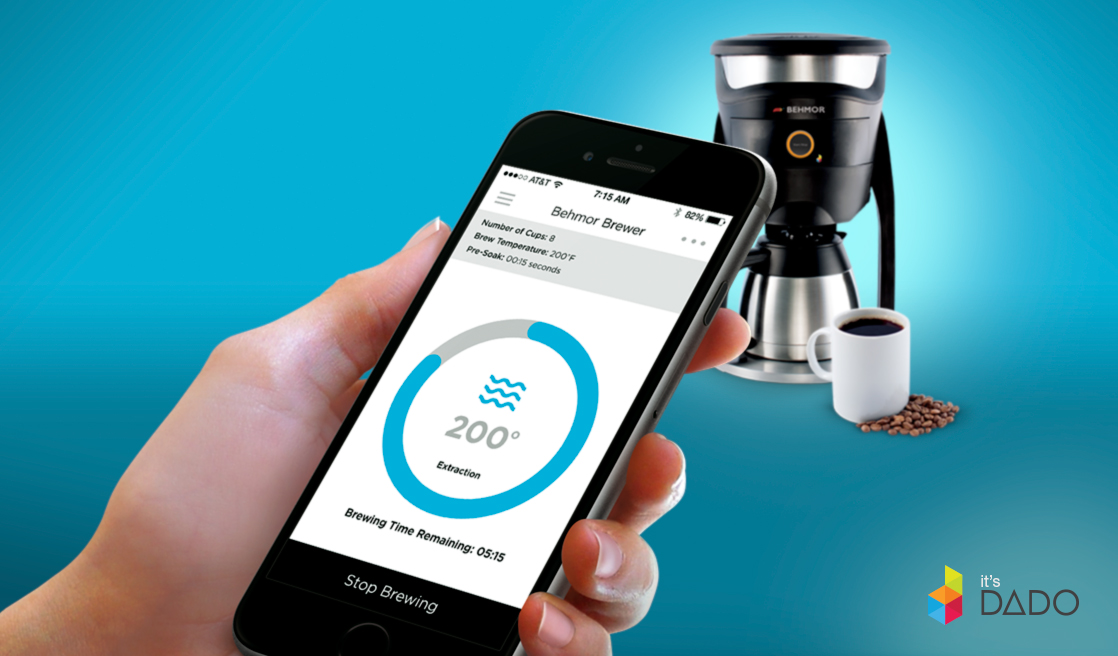 AT&T 7:15 AM 82%
Behmor Brewer
Number of Cups: 8
Brew Temperature: 200°F
Pre-Soak: 00:15 seconds
200°
Extraction
Brewing Time Remaining: 05:15
Stop Brewing
BEHMOR
it's
DADO